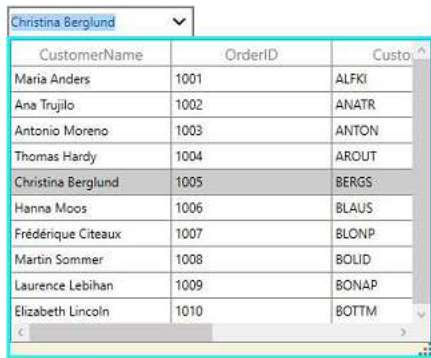 Christina Berglund
CustomerName OrderID Custo
Maria Anders 1001 ALFKI
Ana Trujilo 1002 ANATR
Antonio Moreno 1003 ANTON
Thomas Hardy 1004 AROUT
Christina Berglund 1005 BERGS
Hanna Moos 1006 BLAUS
Frédérique Citeaux 1007 BLONP
Martin Sommer 1008 BOLID
Laurence Lebihan 1009 BONAP
Elizabeth Lincoln 1010 BOTTM